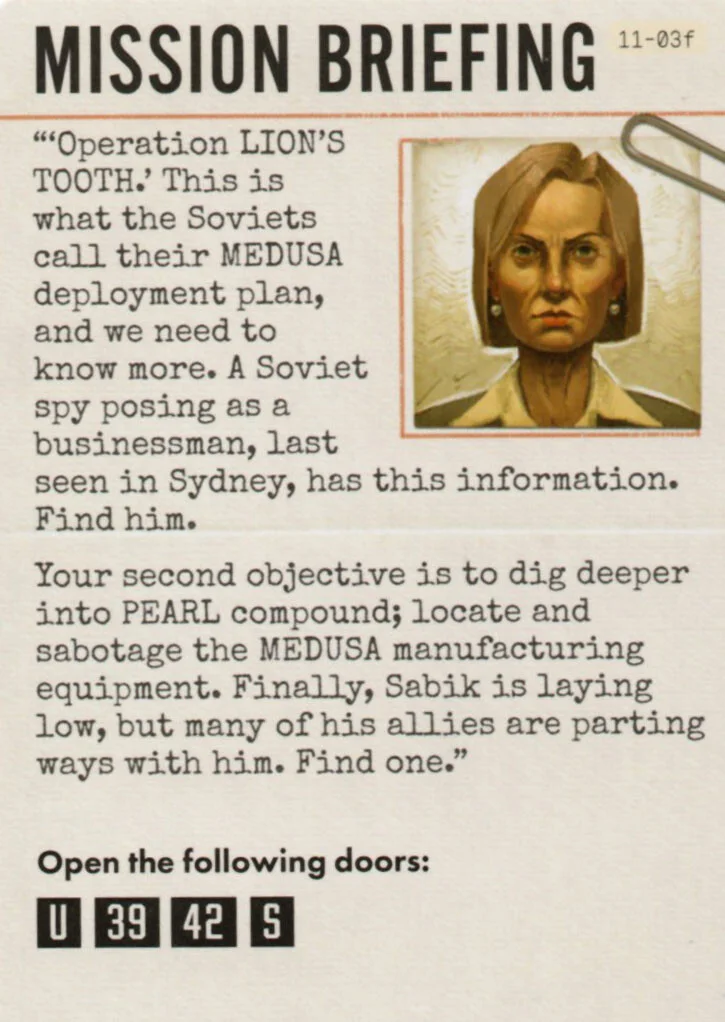 MISSION BRIEFING
11-03f
“‘Operation LION’S
TOOTH.’ This is
what the Soviets
call their MEDUSA
deployment plan,
and we need to
know more. A Soviet
spy posing as a
businessman, last
seen in Sydney, has this information.
Find him.
Your second objective is to dig deeper
into PEARL compound; locate and
sabotage the MEDUSA manufacturing
equipment. Finally, Sabik is laying
low, but many of his allies are parting
ways with him. Find one.”
Open the following doors:
U 39 42 S